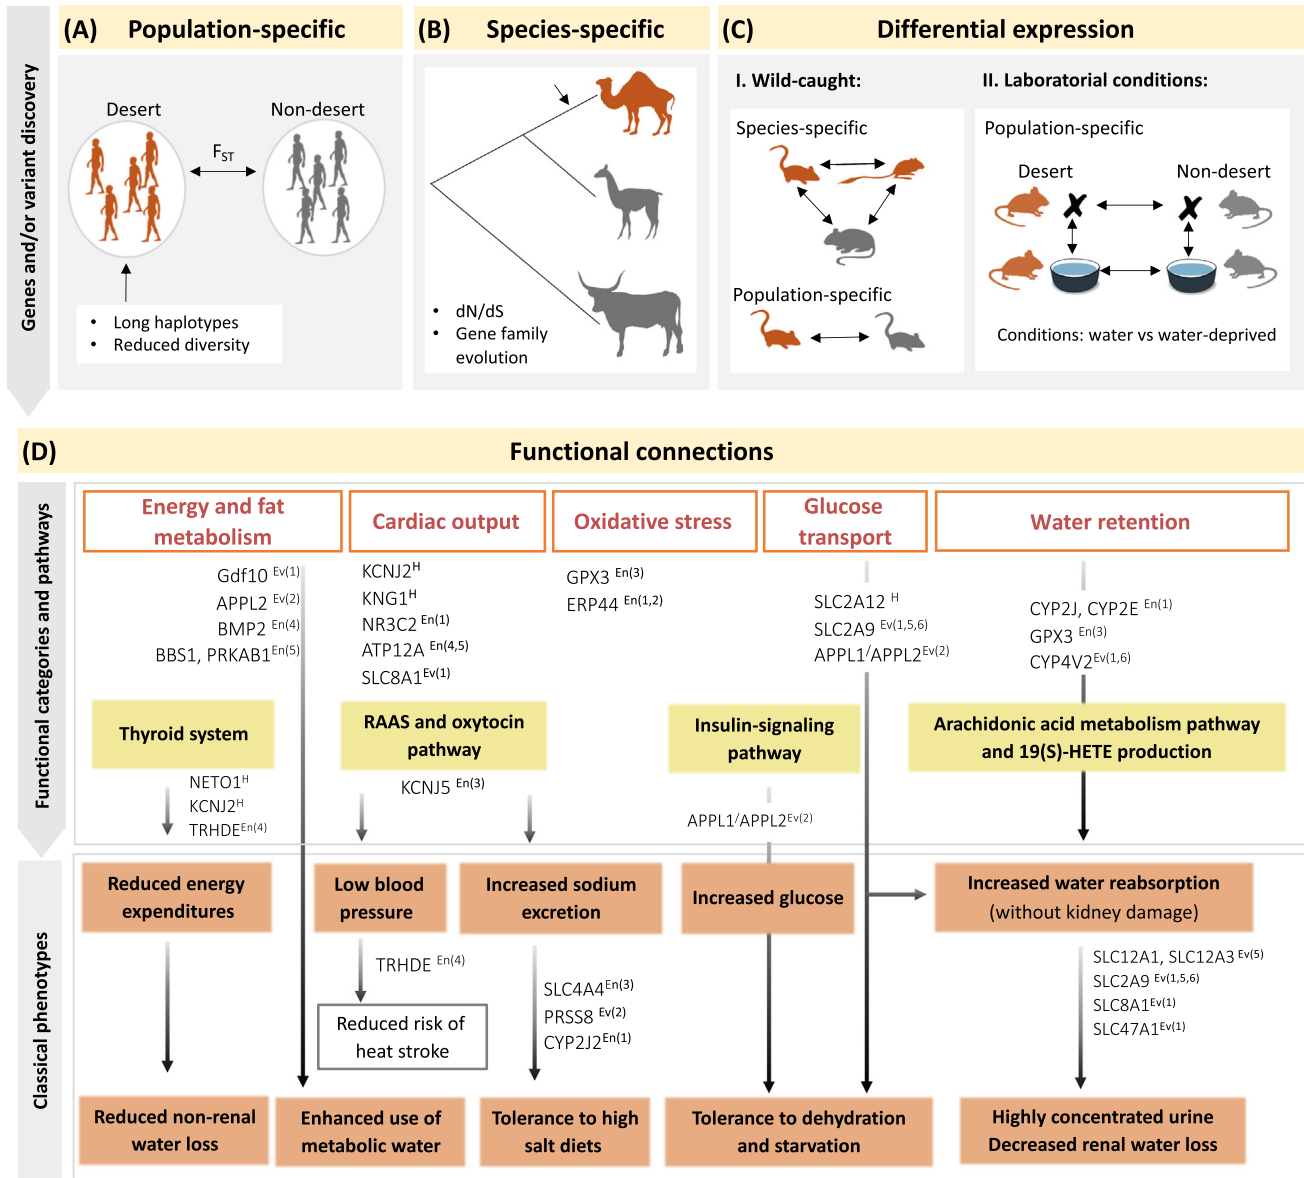 Genes and/or variant discovery
(A) Population-specific
Desert
Non-desert
FST
• Long haplotypes
• Reduced diversity
(B) Species-specific
• dN/dS
• Gene family
evolution
(C) Differential expression
I. Wild-caught:
Species-specific
Population-specific
II. Laboratorial conditions:
Population-specific
Desert
Non-desert
Conditions: water vs water-deprived
(D) Functional connections
Functional categories and pathways
Energy and fat
metabolism
Cardiac output
Oxidative stress
Glucose
transport
Water retention
Gdf10 Ev(1)
APPL2 Ev(2)
BMP2 En(4)
BBS1, PRKAB1En(5)
KCNJ2H
KNG1H
NR3C2 En(1)
ATP12A En(4,5)
SLC8A1Ev(1)
GPX3 En(3)
ERP44 En(1,2)
SLC2A12 H
SLC2A9 Ev(1,5,6)
APPL1/APPL2Ev(2)
CYP2J, CYP2E En(1)
GPX3 En(3)
CYP4V2Ev(1,6)
Thyroid system
RAAS and oxytocin
pathway
Insulin-signaling
pathway
Arachidonic acid metabolism pathway
and 19(S)-HETE production
NETO1H
KCNJ2H
TRHDEEn(4)
KCNJ5 En(3)
APPL1/APPL2Ev(2)
Classical phenotypes
Reduced energy
expenditures
Low blood
pressure
Increased sodium
excretion
Increased glucose
Increased water reabsorption
(without kidney damage)
TRHDE En(4)
Reduced risk of
heat stroke
SLC4A4En(3)
PRSS8 Ev(2)
CYP2J2En(1)
SLC12A1, SLC12A3 Ev(5)
SLC2A9 Ev(1,5,6)
SLC8A1Ev(1)
SLC47A1Ev(1)
Reduced non-renal
water loss
Enhanced use of
metabolic water
Tolerance to high
salt diets
Tolerance to dehydration
and starvation
Highly concentrated urine
Decreased renal water loss